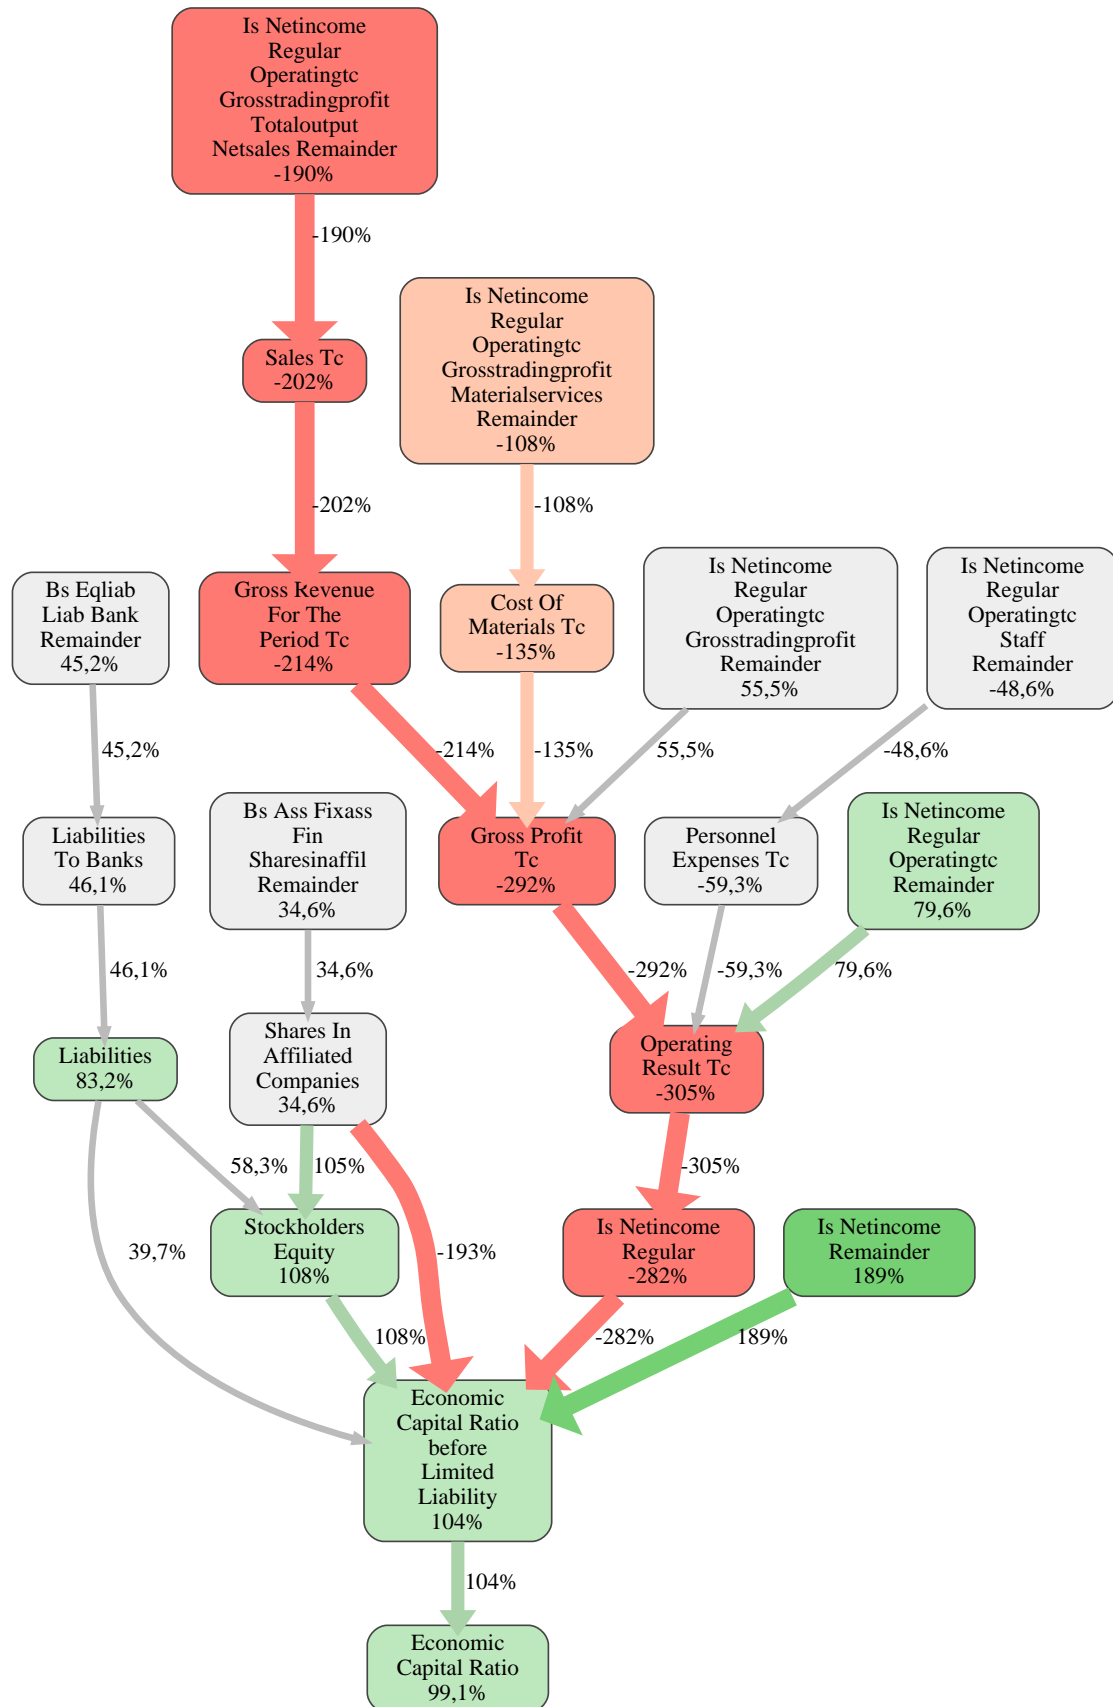 Is Netincome
Regular
Operatingtc
Grosstradingprofit
Totaloutput
Netsales Remainder
-190%
-190%
Sales Tc
-202%
Is Netincome
Regular
Operatingtc
Grosstradingprofit
Materialservices
Remainder
-108%
-202%
-108%
Bs Eqliab
Liab Bank
Remainder
45,2%
Gross Revenue
For The
Period Tc
-214%
Cost Of
Materials Tc
-135%
Is Netincome
Regular
Operatingtc
Grosstradingprofit
Remainder
55,5%
Is Netincome
Regular
Operatingtc
Staff
Remainder
-48,6%
45,2%
-214%
-135%
55,5%
-48,6%
Liabilities
To Banks
46,1%
Bs Ass Fixass
Fin
Sharesinaffil
Remainder
34,6%
Gross Profit
Tc
-292%
Personnel
Expenses Tc
-59,3%
Is Netincome
Regular
Operatingtc
Remainder
79,6%
46,1%
34,6%
-292%
-59,3%
79,6%
Liabilities
83,2%
Shares In
Affiliated
Companies
34,6%
Operating
Result Tc
-305%
58,3%
105%
-305%
39,7%
Stockholders
Equity
108%
-193%
Is Netincome
Regular
-282%
Is Netincome
Remainder
189%
108%
-282%
189%
Economic
Capital Ratio
before
Limited
Liability
104%
104%
Economic
Capital Ratio
99,1%